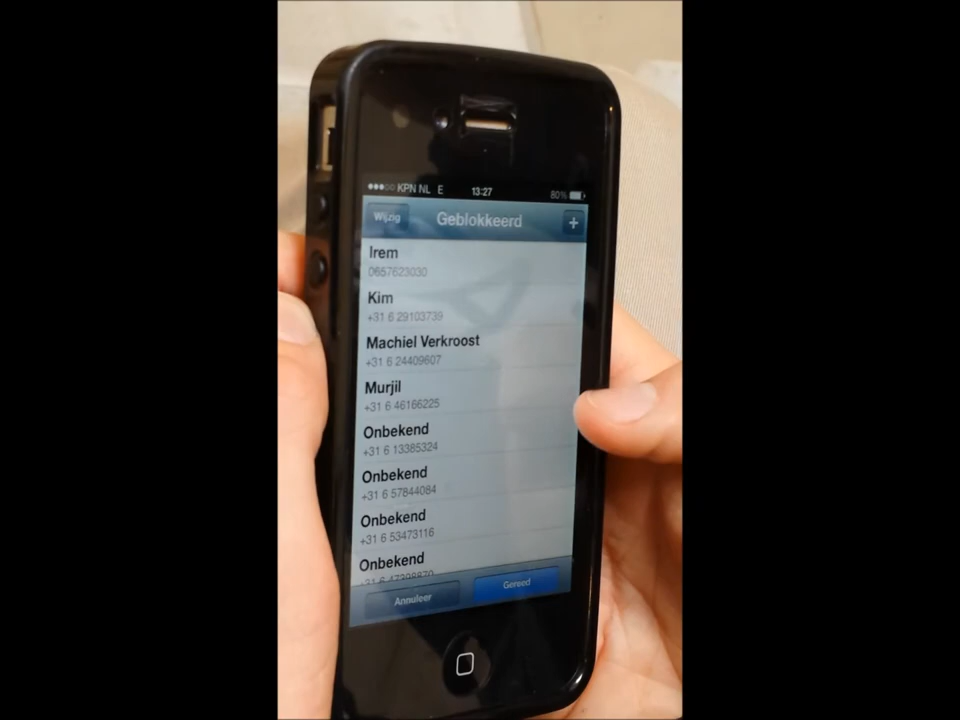 KPN NL E 13:27 80%
Wijzig Geblokkeerd +
Irem
0657623030
Kim
+31 6 29103739
Machiel Verkroost
+31 6 24409607
Murjil
+31 6 46166225
Onbekend
+31 6 13385324
Onbekend
+31 6 57844084
Onbekend
+31 6 53473116
Onbekend
Annuleer Gereed